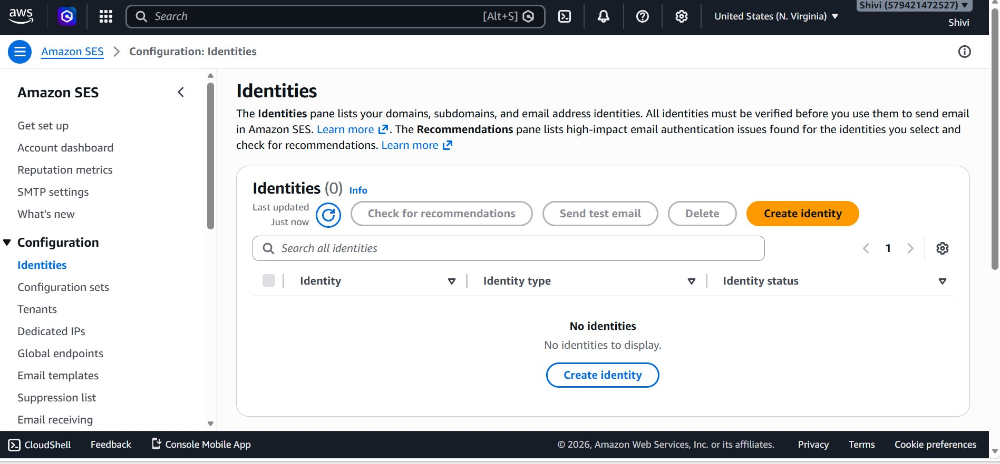 aws
Search
[Alt+S]
United States (N. Virginia)
Shivi (579421472527)
Shivi
Amazon SES
Configuration: Identities
Amazon SES
Get set up
Account dashboard
Reputation metrics
SMTP settings
What's new
Configuration
Identities
Configuration sets
Tenants
Dedicated IPs
Global endpoints
Email templates
Suppression list
Email receiving
Identities
The Identities pane lists your domains, subdomains, and email address identities. All identities must be verified before you use them to send email
in Amazon SES. Learn more . The Recommendations pane lists high-impact email authentication issues found for the identities you select and
check for recommendations. Learn more
Identities (0) Info
Last updated
Just now
Check for recommendations
Send test email
Delete
Create identity
Search all identities
1
Identity
Identity type
Identity status
No identities
No identities to display.
Create identity
CloudShell
Feedback
Console Mobile App
© 2026, Amazon Web Services, Inc. or its affiliates.
Privacy
Terms
Cookie preferences